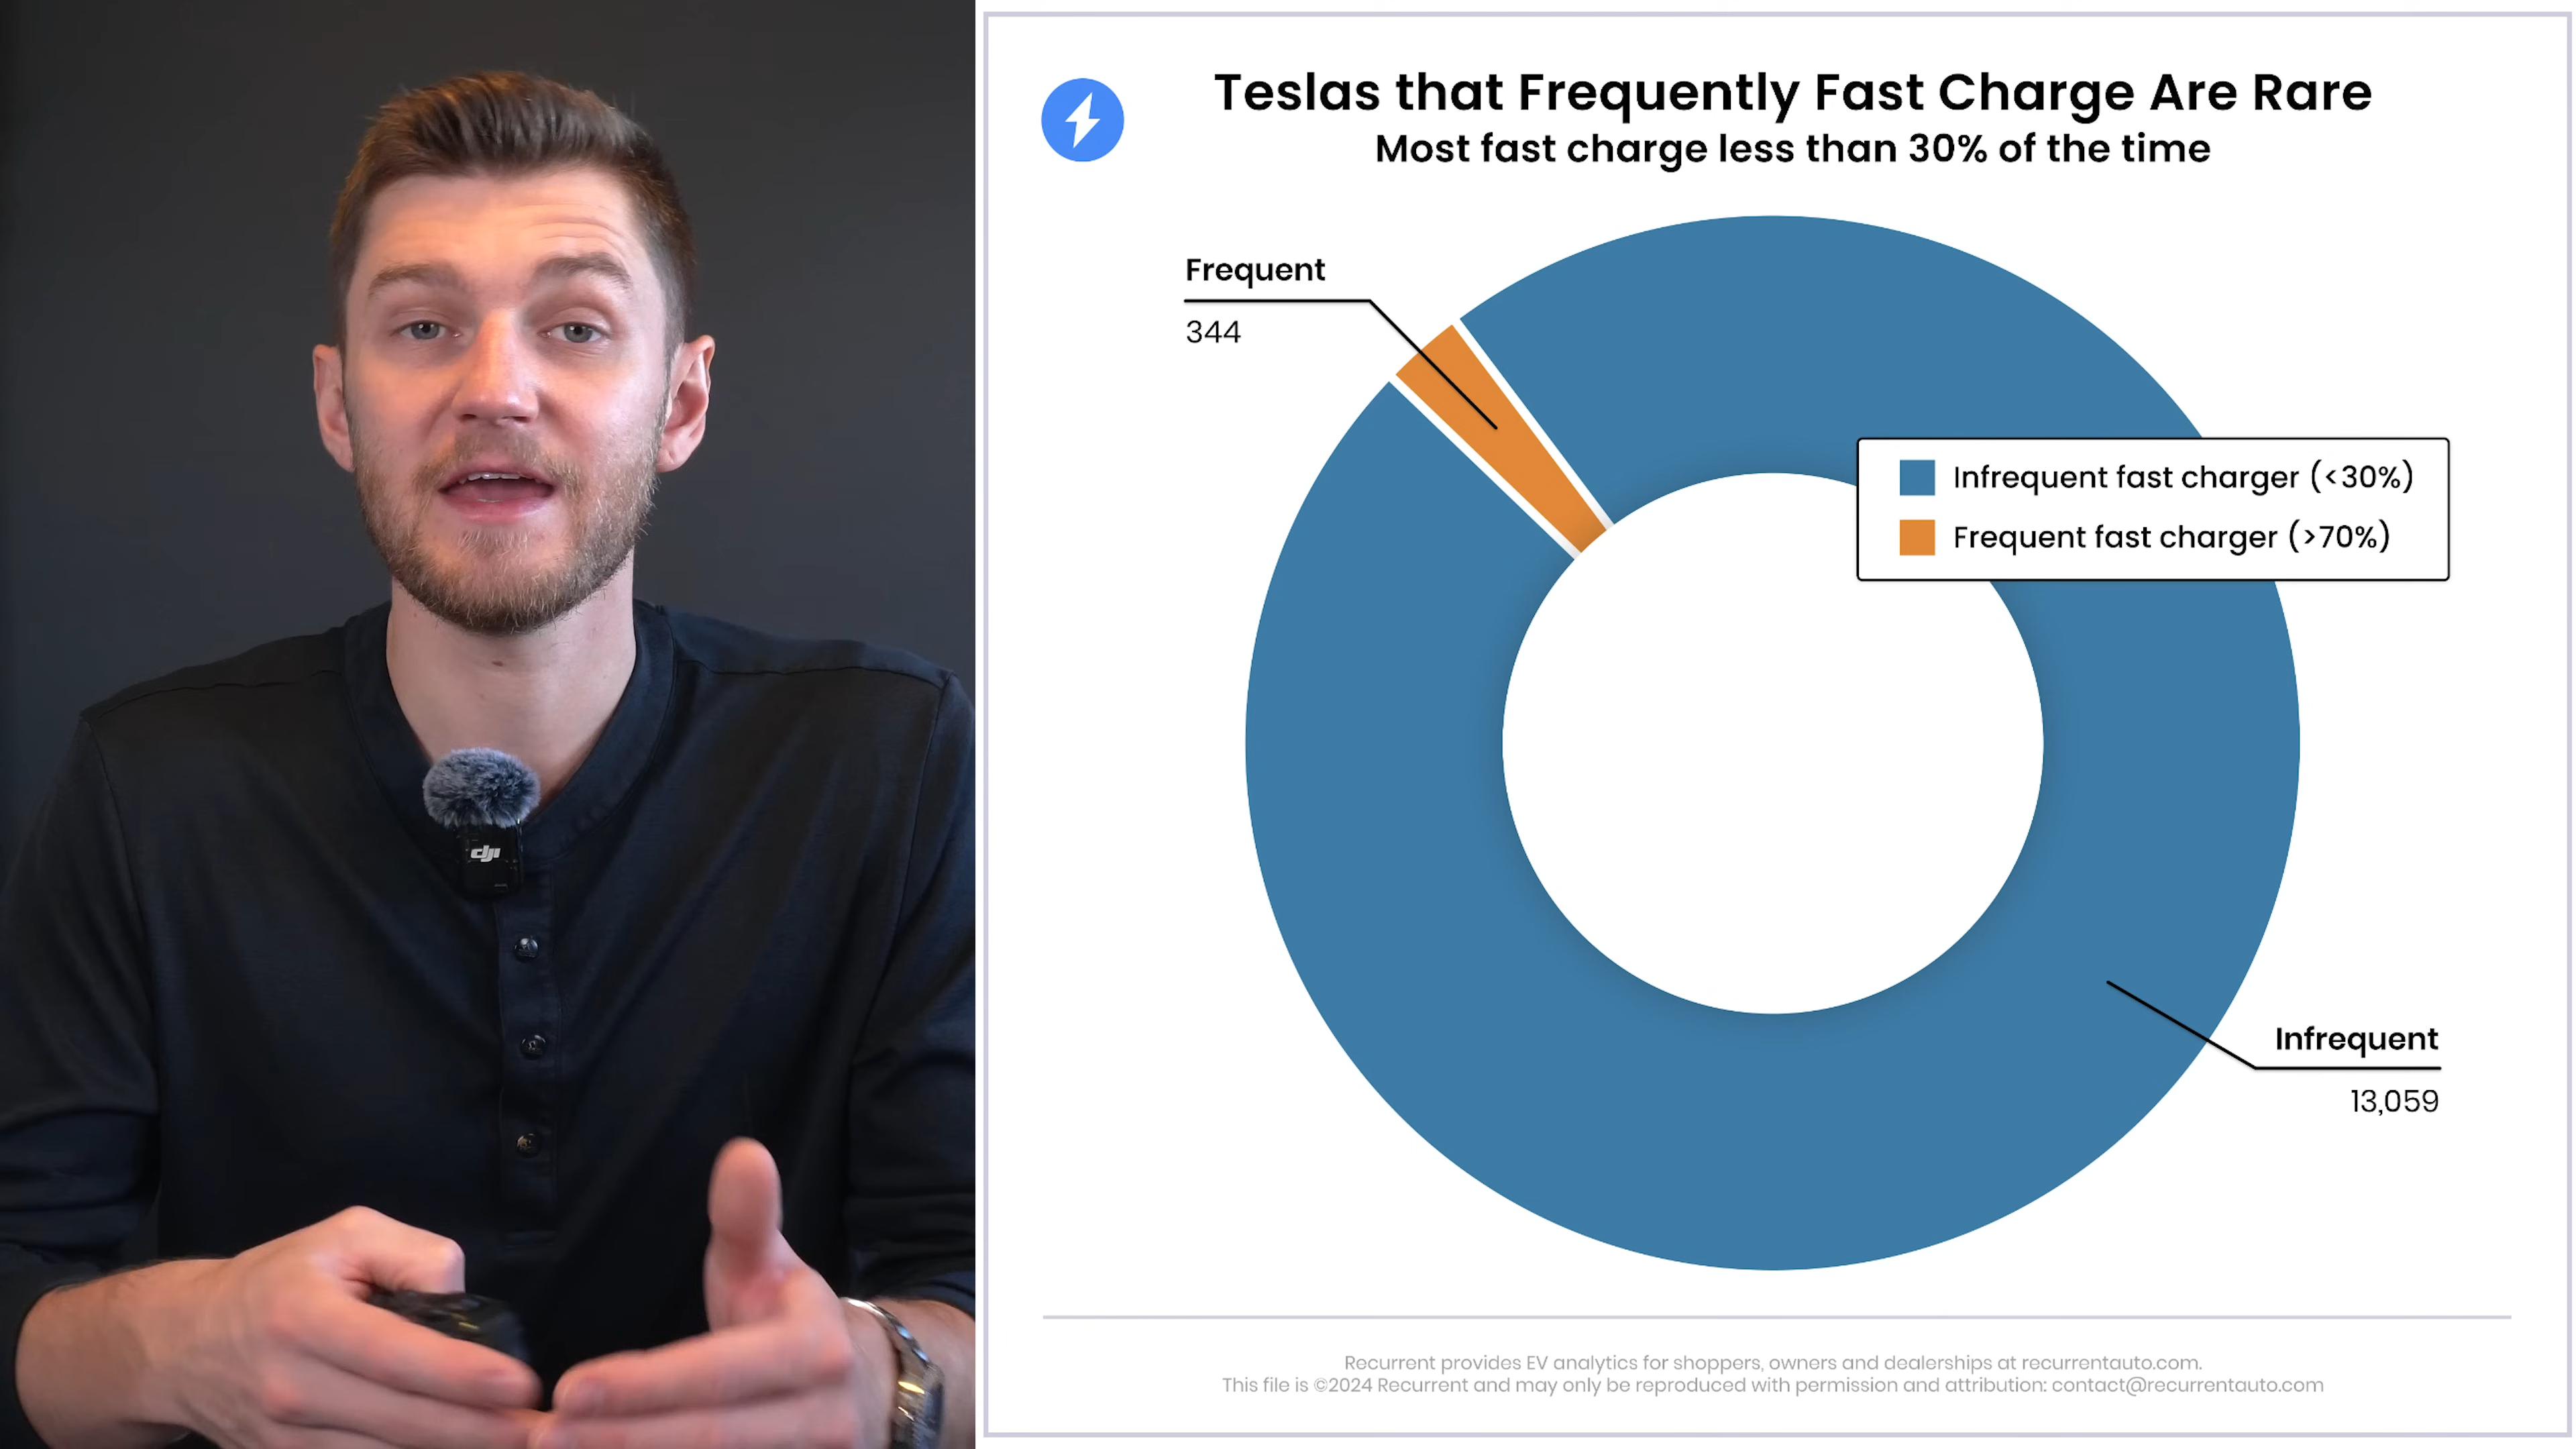 Teslas that Frequently Fast Charge Are Rare
Most fast charge less than 30% of the time
Frequent
344
Infrequent fast charger (<30%)
Frequent fast charger (>70%)
dji
Infrequent
13,059
Recurrent provides EV analytics for shoppers, owners and dealerships at recurrentauto.com.
This file is ©2024 Recurrent and may only be reproduced with permission and attribution: contact@recurrentauto.com